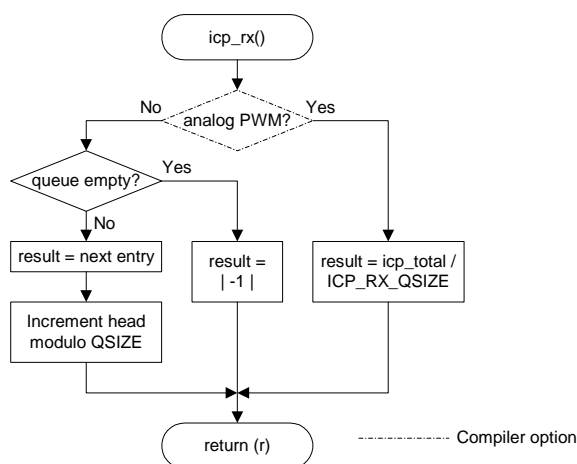 icp_rx()
No
analog PWM?
Yes
queue empty?
Yes
No
result = next entry
result =
| -1 |
result = icp_total /
ICP_RX_QSIZE
Increment head
modulo QSIZE
return (r)
Compiler option